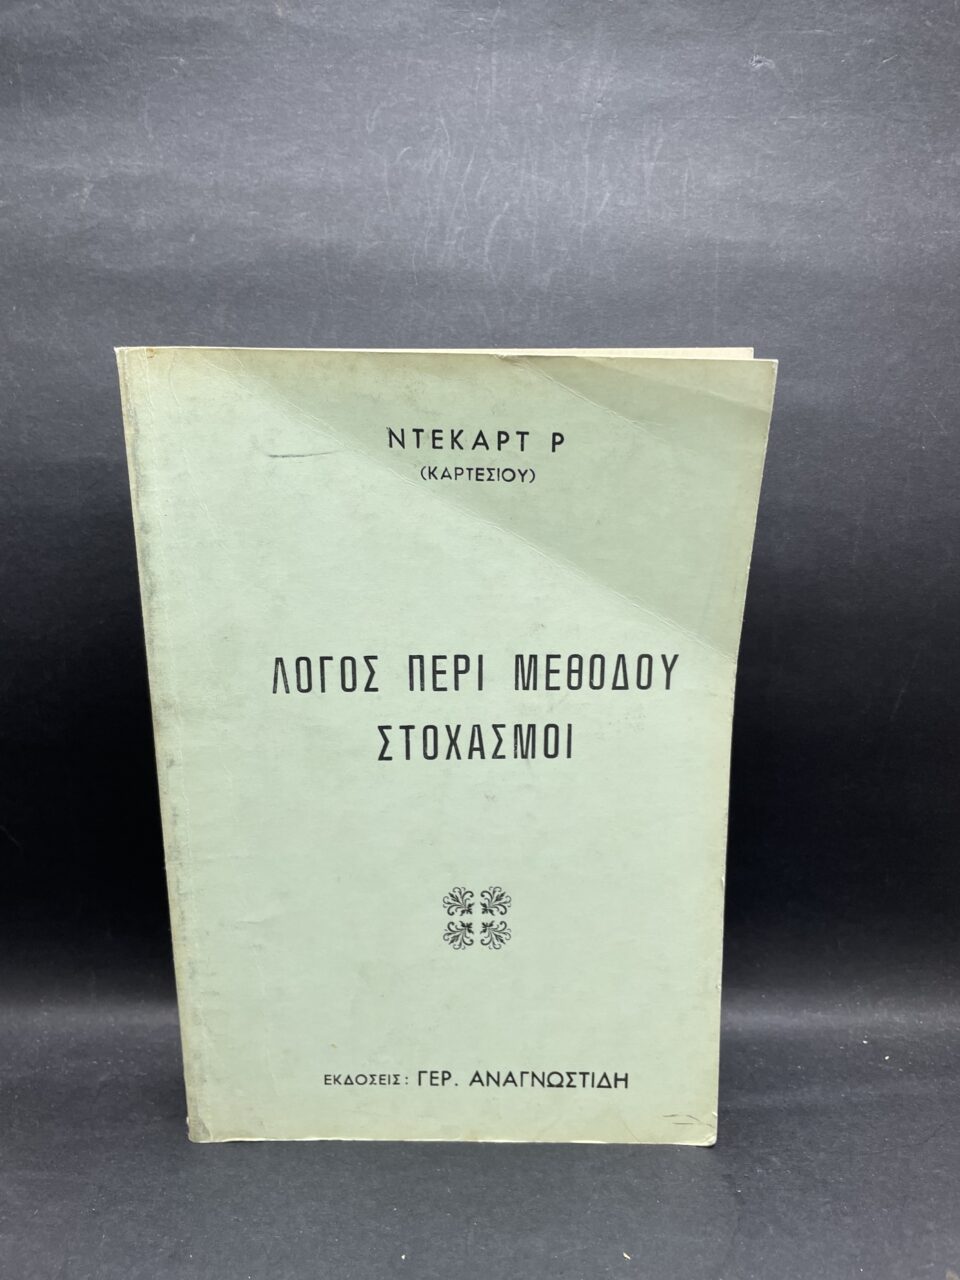 ΝΤΕΚΑΡΤ Ρ
(ΚΑΡΤΕΣΙΟΥ)
ΛΟΓΟΣ ΠΕΡΙ ΜΕΘΟΔΟΥ
ΣΤΟΧΑΣΜΟΙ
ΕΚΔΟΣΕΙΣ: ΓΕΡ. ΑΝΑΓΝΩΣΤΙΔΗ